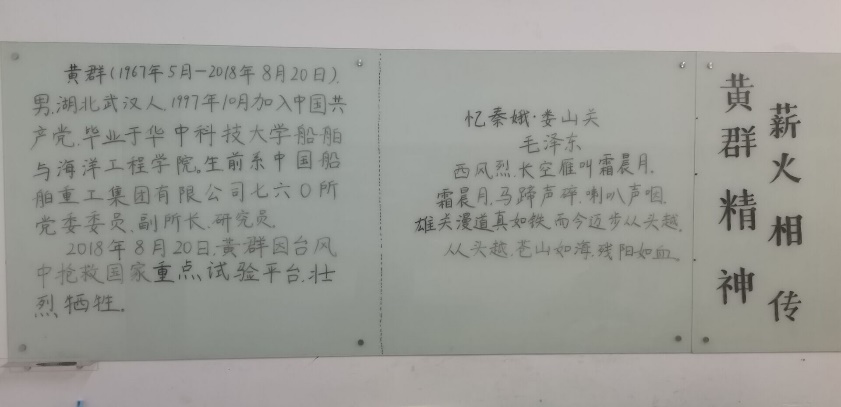 黄群(1967年5月—2018年8月20日),
男,湖北武汉人,1997年10月加入中国共
产党,毕业于华中科技大学船舶
与海洋工程学院。生前系中国船
舶重工集团有限公司七六〇所
党委委员、副所长、研究员。
2018年8月20日,黄群因台风
中抢救国家重点试验平台,壮
烈牺牲。
忆秦娥·娄山关
毛泽东
西风烈,长空雁叫霜晨月。
霜晨月,马蹄声碎,喇叭声咽。
雄关漫道真如铁,而今迈步从头越。
从头越,苍山如海,残阳如血。
黄群精神
薪火相传